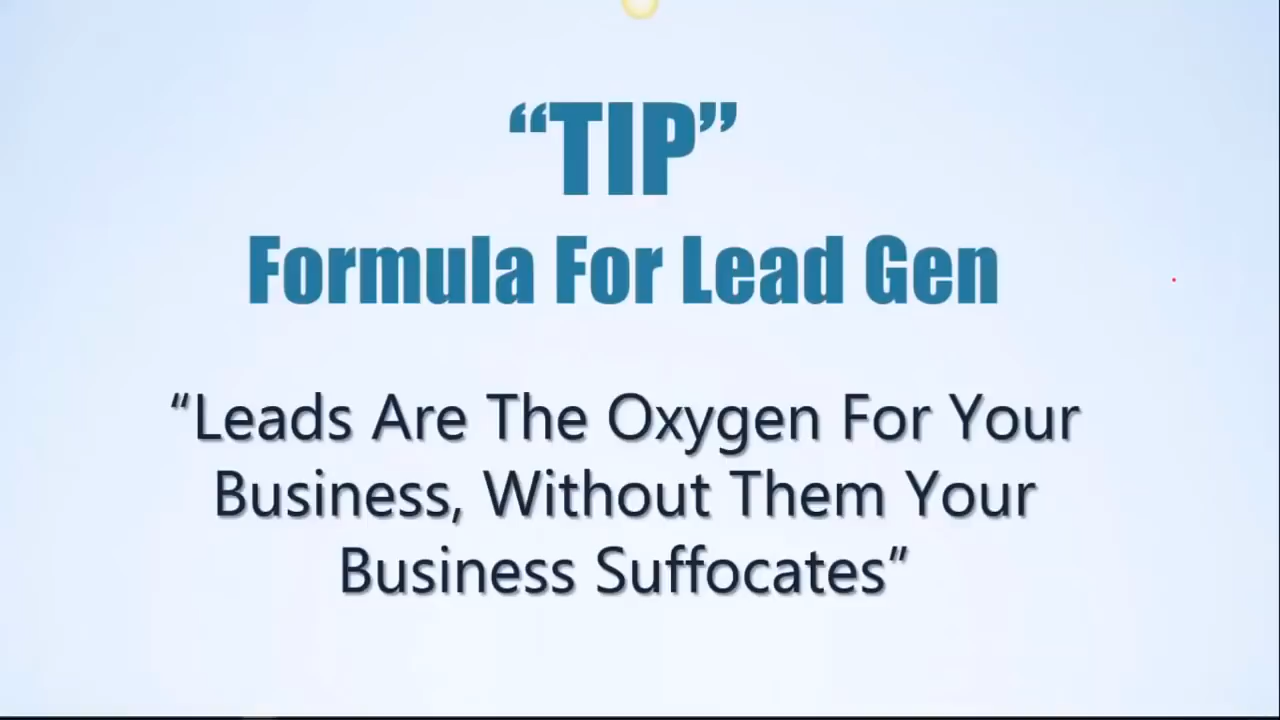 “TIP”
Formula For Lead Gen
“Leads Are The Oxygen For Your
Business, Without Them Your
Business Suffocates”